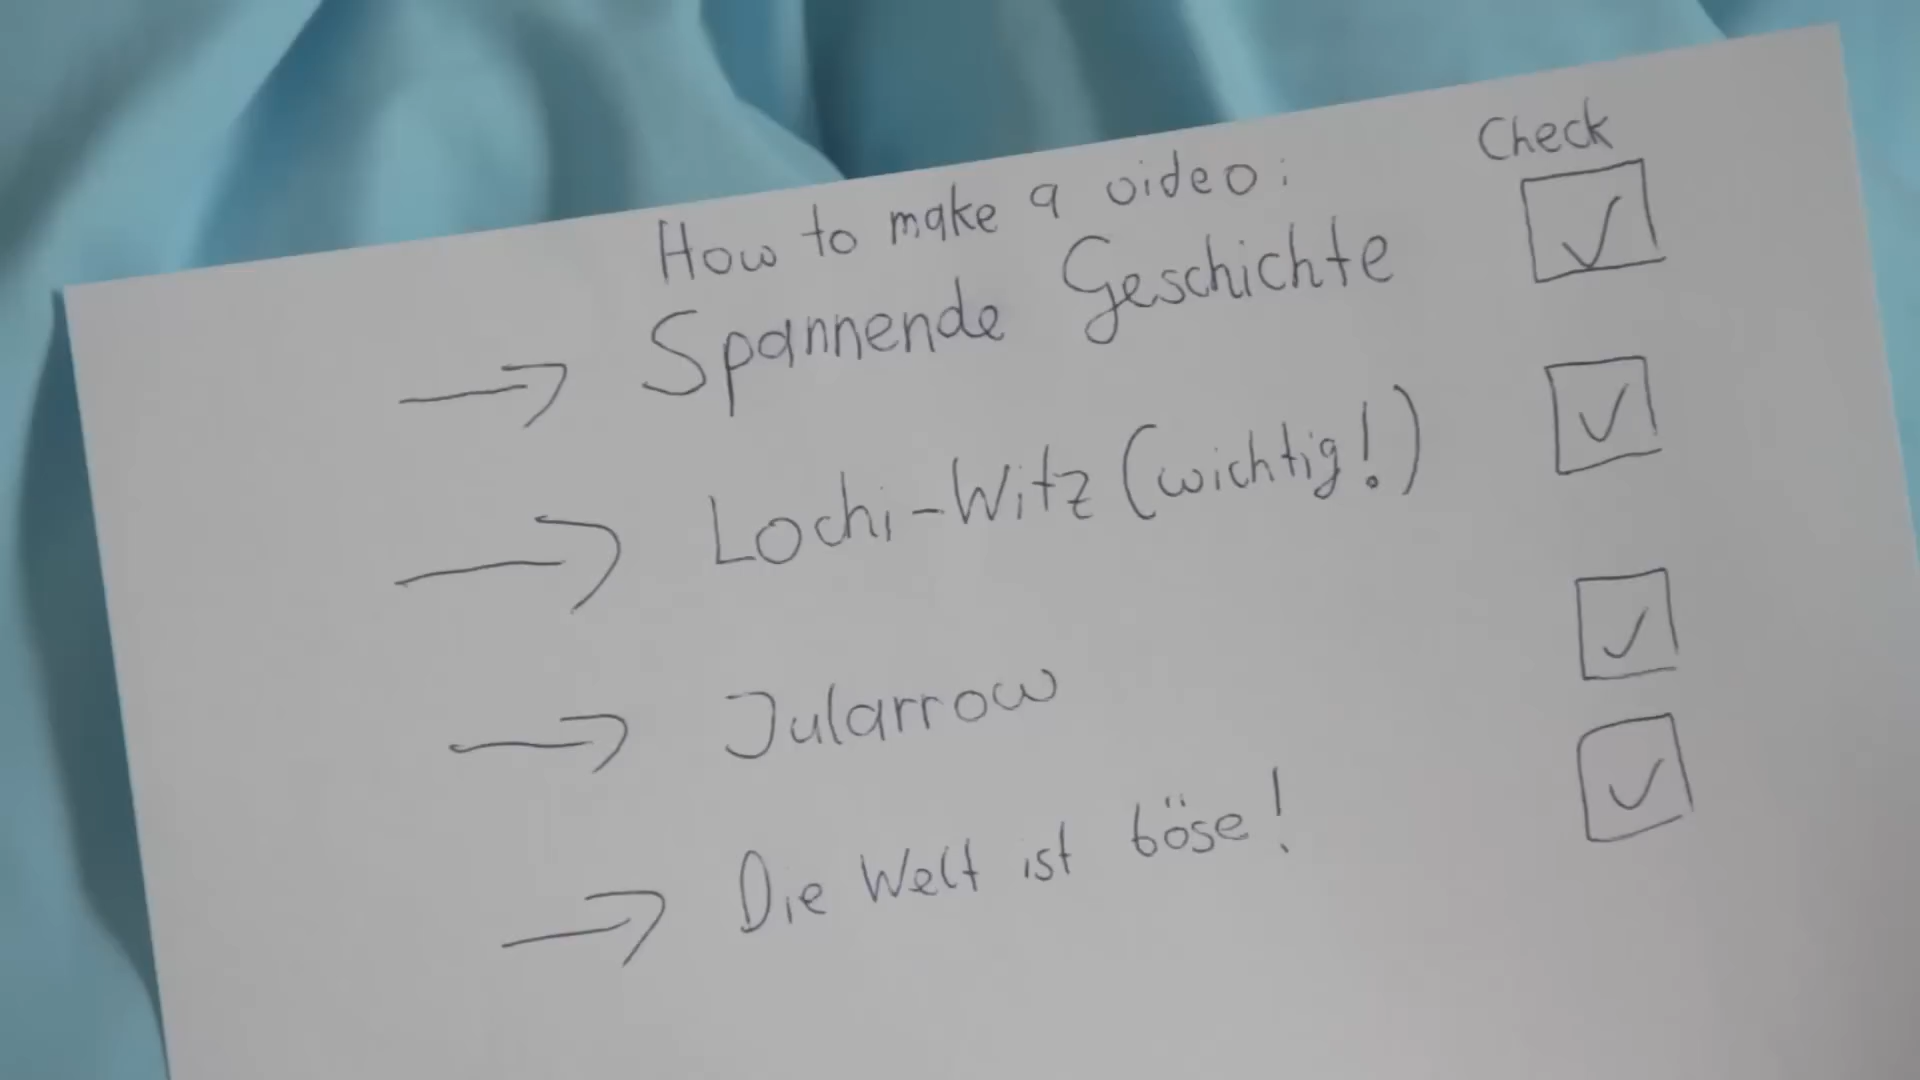 How to make a video:
Check
→ Spannende Geschichte ✓
→ Lochi-Witz (wichtig!) ✓
→ Jularrow ✓
→ Die Welt ist böse! ✓